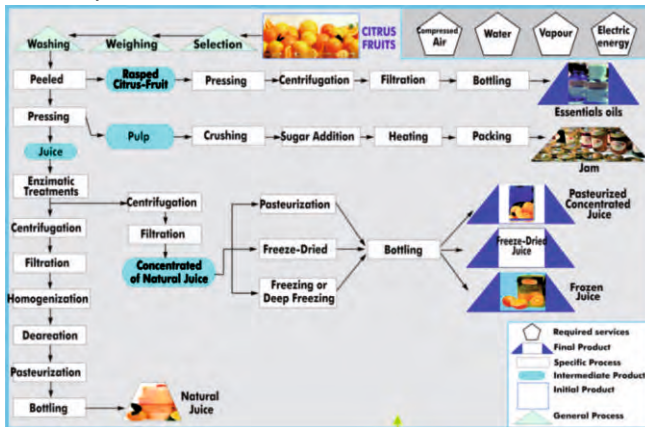 Washing
Weighing
Selection
CITRUS
FRUITS
Compressed
Air
Water
Vapour
Electric
energy
Peeled
Rasped
Citrus-Fruit
Pressing
Centrifugation
Filtration
Bottling
Essentials oils
Pressing
Pulp
Crushing
Sugar Addition
Heating
Packing
Jam
Juice
Enzimatic
Treatments
Centrifugation
Filtration
Homogenization
Deareation
Pasteurization
Bottling
Natural
Juice
Centrifugation
Filtration
Concentrated
of Natural Juice
Pasteurization
Freeze-Dried
Freezing or
Deep Freezing
Bottling
Pasteurized
Concentrated
Juice
Freeze-Dried
Juice
Frozen
Juice
Required services
Final Product
Specific Process
Intermediate Product
Initial Product
General Process